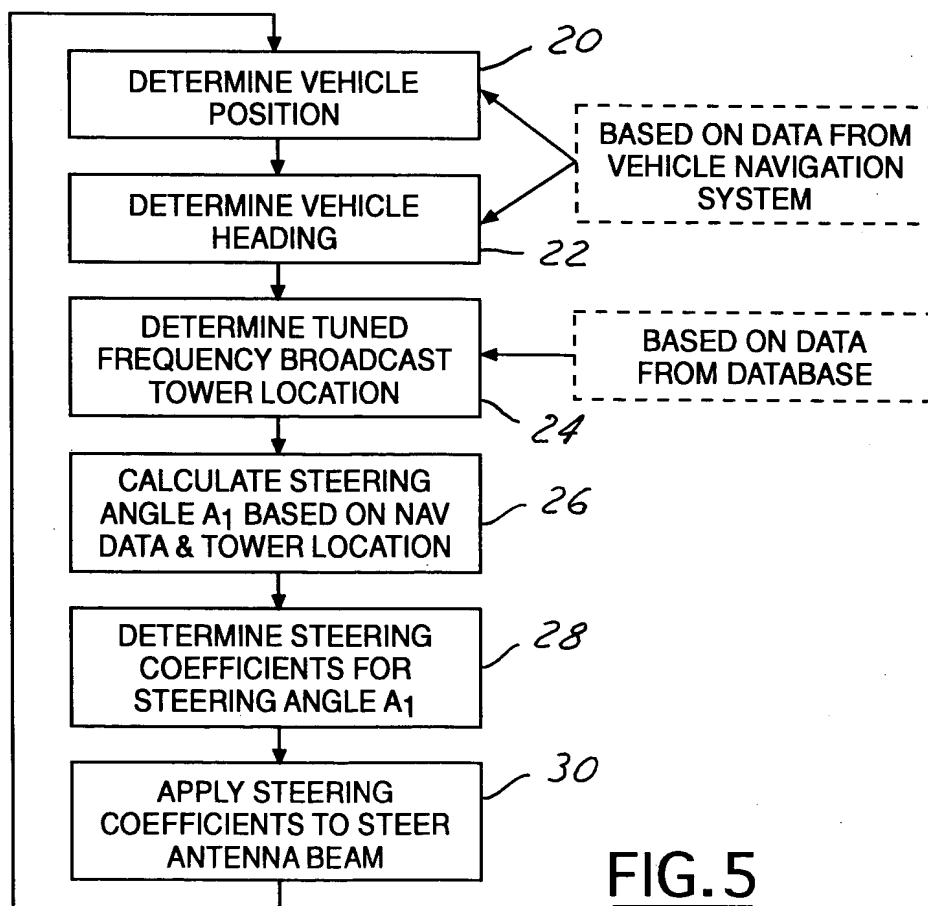 20
DETERMINE VEHICLE
POSITION
BASED ON DATA FROM
VEHICLE NAVIGATION
SYSTEM
DETERMINE VEHICLE
HEADING
22
DETERMINE TUNED
FREQUENCY BROADCAST
TOWER LOCATION
BASED ON DATA
FROM DATABASE
24
CALCULATE STEERING
ANGLE A1 BASED ON NAV
DATA & TOWER LOCATION
26
DETERMINE STEERING
COEFFICIENTS FOR
STEERING ANGLE A1
28
APPLY STEERING
COEFFICIENTS TO STEER
ANTENNA BEAM
30
FIG.5